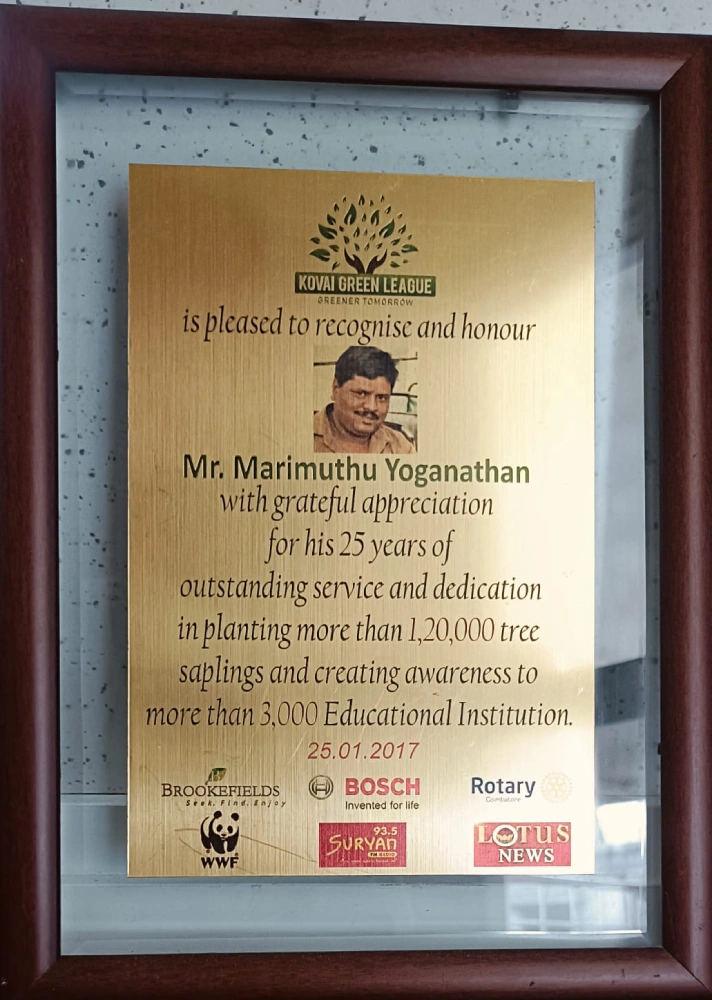 KOVAI GREEN LEAGUE
GREENER TOMORROW
is pleased to recognise and honour
Mr. Marimuthu Yoganathan
with grateful appreciation
for his 25 years of
outstanding service and dedication
in planting more than 1,20,000 tree
saplings and creating awareness to
more than 3,000 Educational Institution.
25.01.2017
BROOKEFIELDS
Seek. Find. Enjoy
BOSCH
Invented for life
Rotary
Coimbatore
WWF
93.5
SURYAN
FM RADIO
LOTUS
NEWS